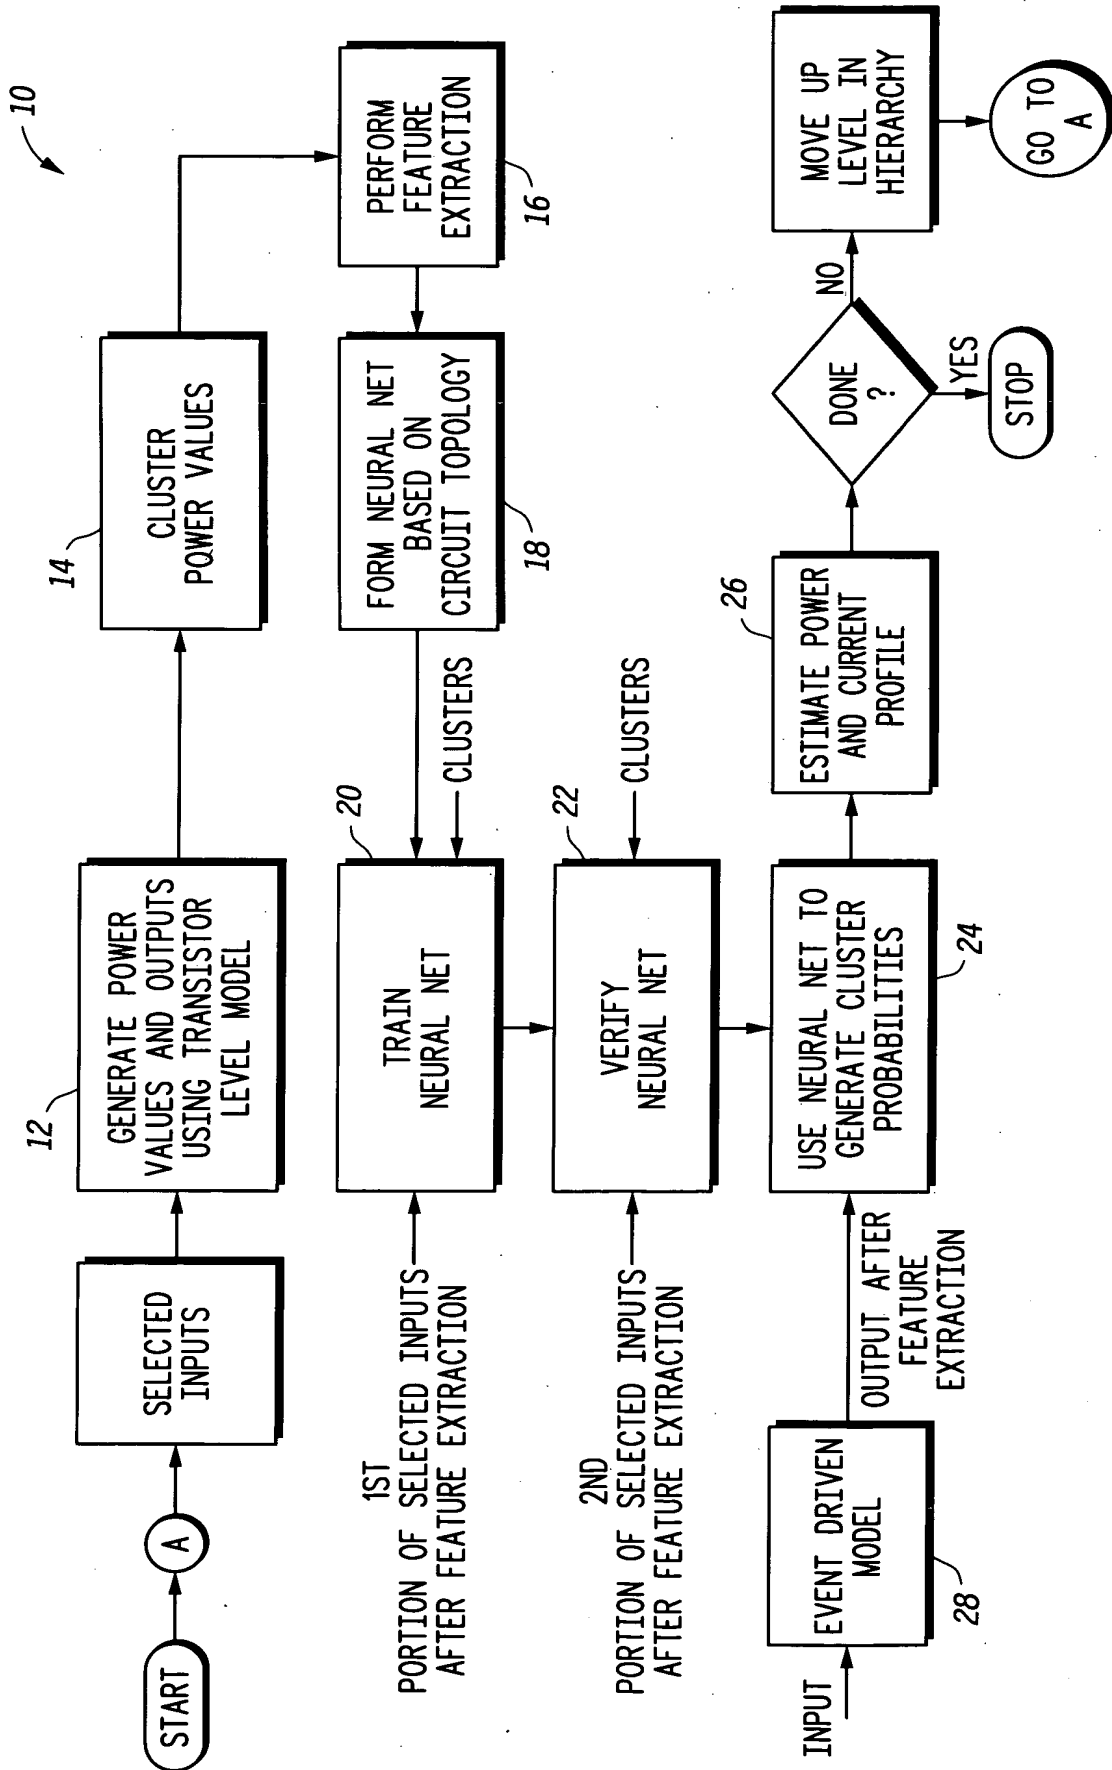 10
START
A
SELECTED
INPUTS
12
GENERATE POWER
VALUES AND OUTPUTS
USING TRANSISTOR
LEVEL MODEL
14
CLUSTER
POWER VALUES
PERFORM
FEATURE
EXTRACTION
16
FORM NEURAL NET
BASED ON
CIRCUIT TOPOLOGY
18
CLUSTERS
20
TRAIN
NEURAL NET
1ST
PORTION OF SELECTED INPUTS
AFTER FEATURE EXTRACTION
22
VERIFY
NEURAL NET
CLUSTERS
2ND
PORTION OF SELECTED INPUTS
AFTER FEATURE EXTRACTION
INPUT
EVENT DRIVEN
MODEL
28
OUTPUT AFTER
FEATURE
EXTRACTION
USE NEURAL NET TO
GENERATE CLUSTER
PROBABILITIES
24
26
ESTIMATE POWER
AND CURRENT
PROFILE
DONE
?
NO
YES
STOP
MOVE UP
LEVEL IN
HIERARCHY
GO TO
A